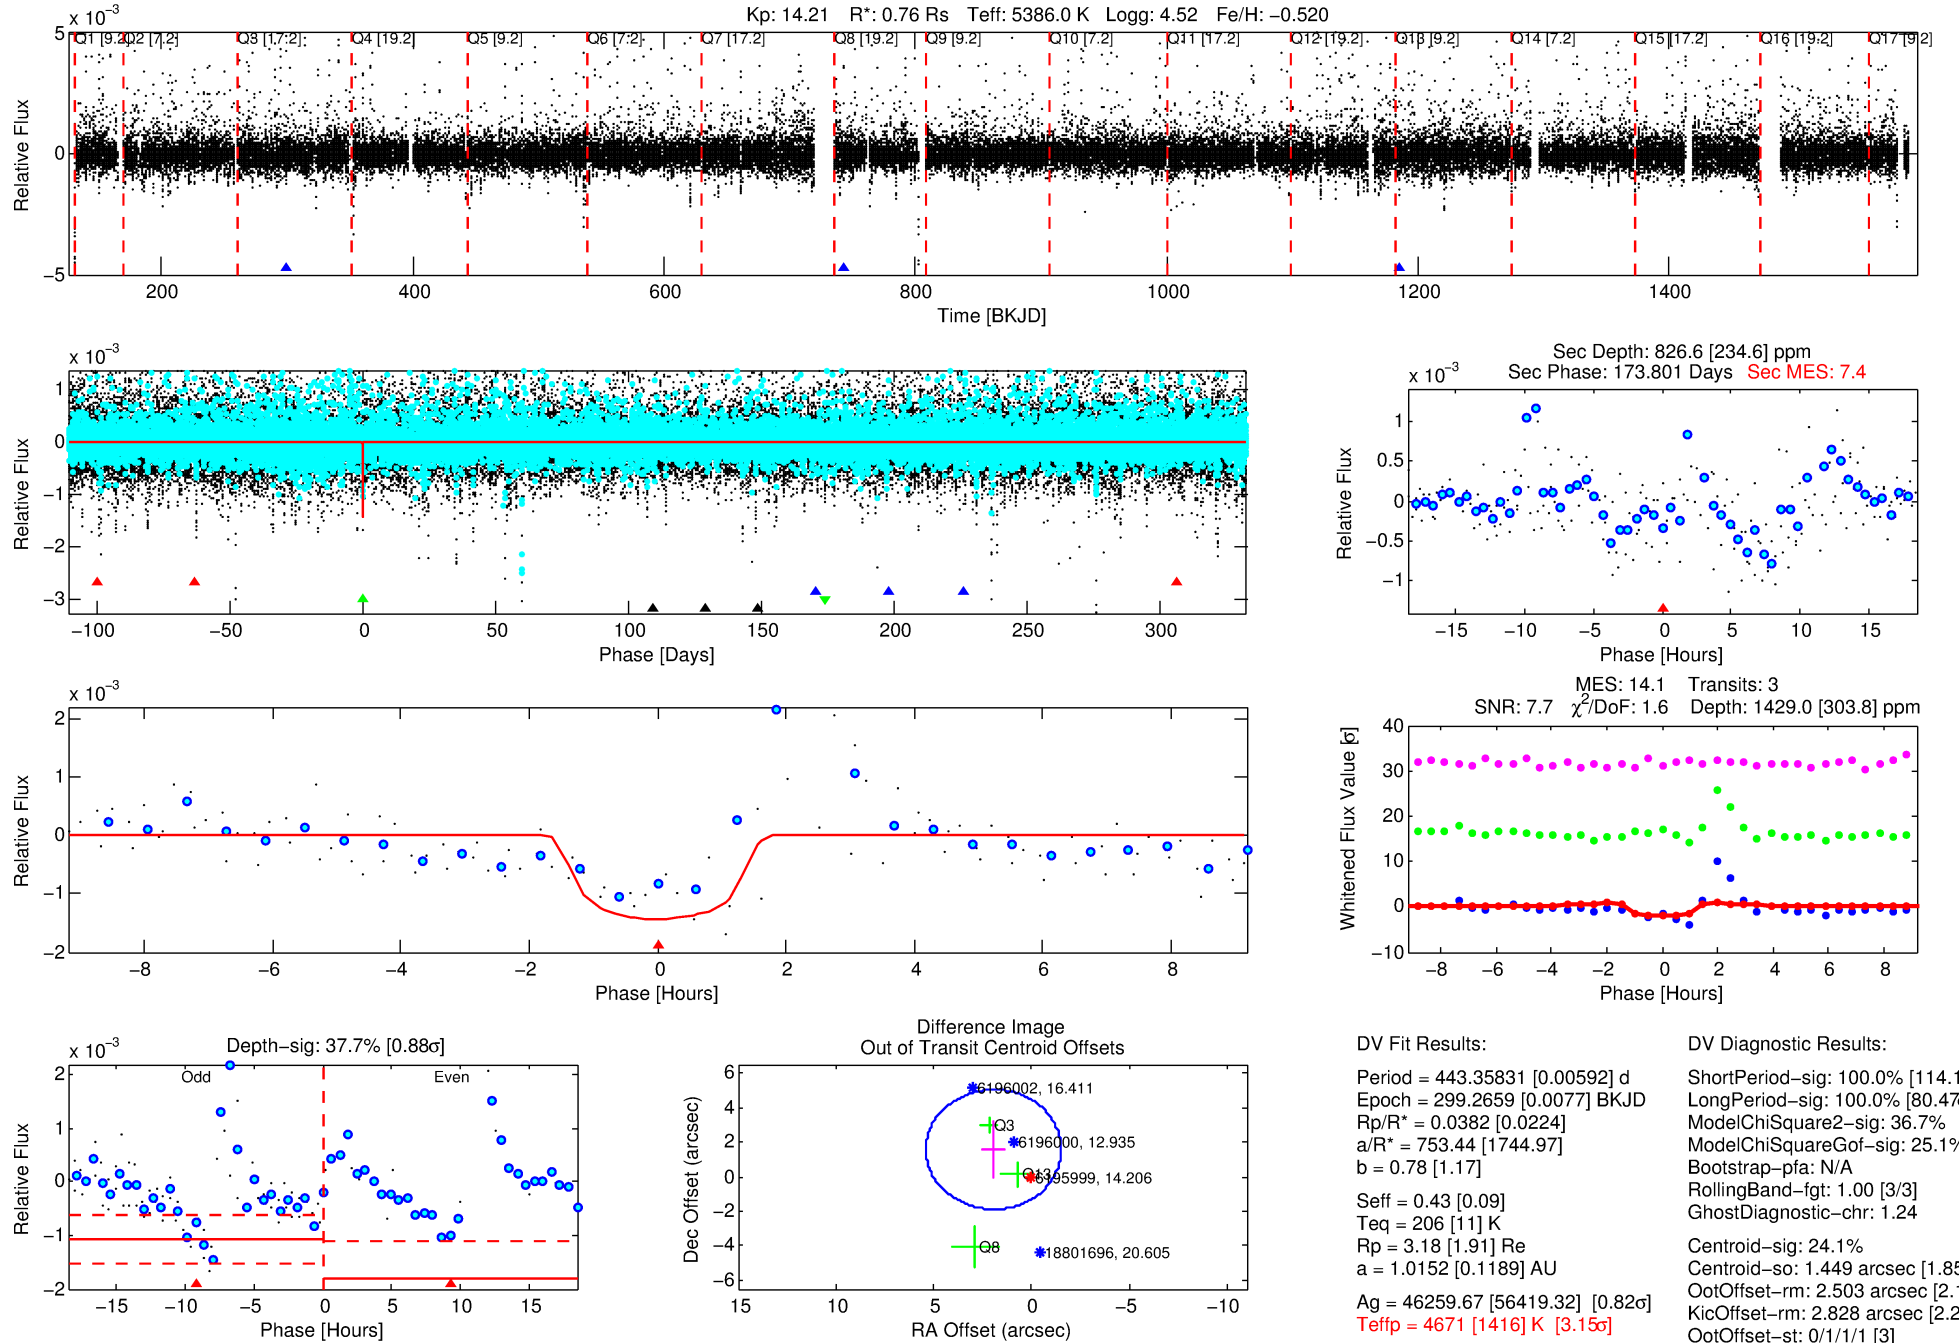 Kp: 14.21 R*: 0.76 Rs Teff: 5386.0 K Logg: 4.52 Fe/H: −0.520
x 10−3
Q1 [9.2] Q2 [7.2] Q3 [17.2] Q4 [19.2] Q5 [9.2] Q6 [7.2] Q7 [17.2] Q8 [19.2] Q9 [9.2] Q10 [7.2] Q11 [17.2] Q12 [19.2] Q13 [9.2] Q14 [7.2] Q15 [17.2] Q16 [19.2] Q17 [9.2]
5
0
−5
Relative Flux
200 400 600 800 1000 1200 1400
Time [BKJD]
x 10−3
1
0
−1
−2
−3
Relative Flux
−100 −50 0 50 100 150 200 250 300
Phase [Days]
Sec Depth: 826.6 [234.6] ppm
Sec Phase: 173.801 Days Sec MES: 7.4
x 10−3
1
0.5
0
−0.5
−1
Relative Flux
−15 −10 −5 0 5 10 15
Phase [Hours]
x 10−3
2
1
0
−1
−2
Relative Flux
−8 −6 −4 −2 0 2 4 6 8
Phase [Hours]
MES: 14.1 Transits: 3
SNR: 7.7 χ2/DoF: 1.6 Depth: 1429.0 [303.8] ppm
40
30
20
10
0
−10
Whitened Flux Value [σ]
−8 −6 −4 −2 0 2 4 6 8
Phase [Hours]
Depth−sig: 37.7% [0.88σ]
x 10−3
Odd Even
2
1
0
−1
−2
Relative Flux
−15 −10 −5 0 5 10 15
Phase [Hours]
Difference Image
Out of Transit Centroid Offsets
6
4
2
0
−2
−4
−6
Dec Offset (arcsec)
6196002, 16.411
Q3
6196000, 12.935
Q13
6195999, 14.206
Q8
18801696, 20.605
15 10 5 0 −5 −10
RA Offset (arcsec)
DV Fit Results:
Period = 443.35831 [0.00592] d
Epoch = 299.2659 [0.0077] BKJD
Rp/R* = 0.0382 [0.0224]
a/R* = 753.44 [1744.97]
b = 0.78 [1.17]
Seff = 0.43 [0.09]
Teq = 206 [11] K
Rp = 3.18 [1.91] Re
a = 1.0152 [0.1189] AU
Ag = 46259.67 [56419.32] [0.82σ]
Teffp = 4671 [1416] K [3.15σ]
DV Diagnostic Results:
ShortPeriod−sig: 100.0% [114.1
LongPeriod−sig: 100.0% [80.47σ
ModelChiSquare2−sig: 36.7%
ModelChiSquareGof−sig: 25.1%
Bootstrap−pfa: N/A
RollingBand−fgt: 1.00 [3/3]
GhostDiagnostic−chr: 1.24
Centroid−sig: 24.1%
Centroid−so: 1.449 arcsec [1.85
OotOffset−rm: 2.503 arcsec [2.
KicOffset−rm: 2.828 arcsec [2.2
OotOffset−st: 0/1/1/1 [3]